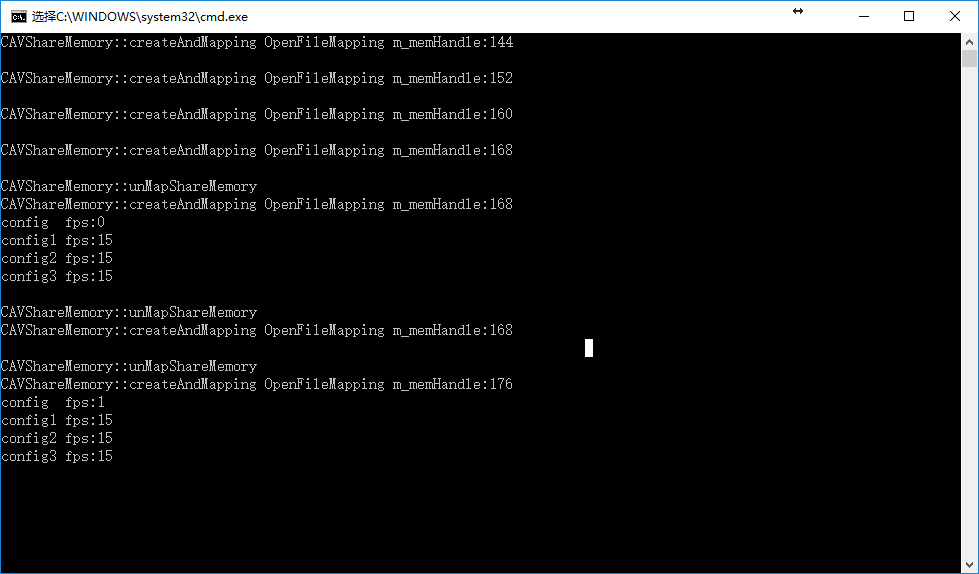 选择C:\WINDOWS\system32\cmd.exe
CAVShareMemory::createAndMapping OpenFileMapping m_memHandle:144
CAVShareMemory::createAndMapping OpenFileMapping m_memHandle:152
CAVShareMemory::createAndMapping OpenFileMapping m_memHandle:160
CAVShareMemory::createAndMapping OpenFileMapping m_memHandle:168
CAVShareMemory::unMapShareMemory
CAVShareMemory::createAndMapping OpenFileMapping m_memHandle:168
config  fps:0
config1 fps:15
config2 fps:15
config3 fps:15
CAVShareMemory::unMapShareMemory
CAVShareMemory::createAndMapping OpenFileMapping m_memHandle:168
CAVShareMemory::unMapShareMemory
CAVShareMemory::createAndMapping OpenFileMapping m_memHandle:176
config  fps:1
config1 fps:15
config2 fps:15
config3 fps:15